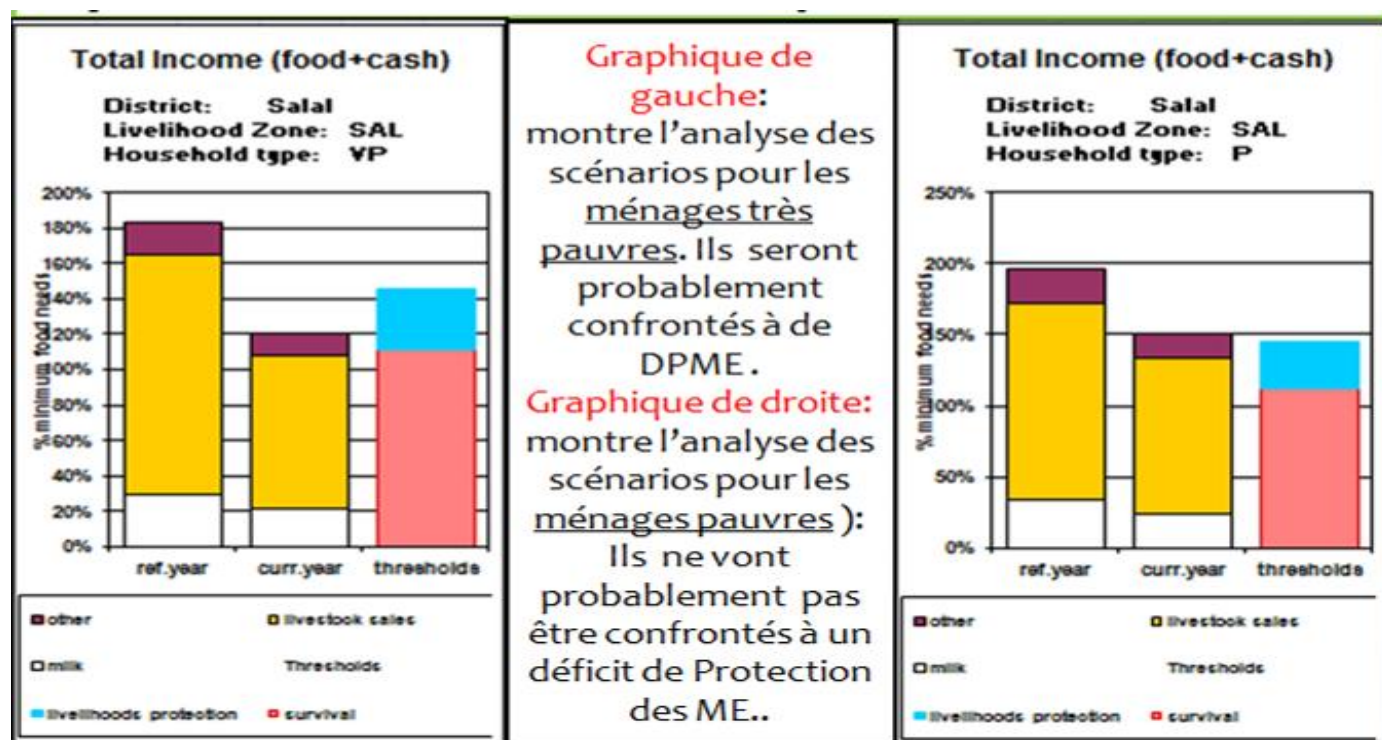 Total Income (food+cash)
District: Salal
Livelihood Zone: SAL
Household type: VP
200%
180%
160%
140%
120%
100%
80%
60%
40%
20%
0%
% minimum food needs
ref.year curr.year thresholds
other livestock sales
milk Thresholds
livelihoods protection survival
Graphique de
gauche:
montre l'analyse des
scénarios pour les
ménages très
pauvres. Ils seront
probablement
confrontés à de
DPME .
Graphique de droite:
montre l'analyse des
scénarios pour les
ménages pauvres ):
Ils ne vont
probablement pas
être confrontés à un
déficit de Protection
des ME..
Total Income (food+cash)
District: Salal
Livelihood Zone: SAL
Household type: P
250%
200%
150%
100%
50%
0%
% minimum food needs
ref.year curr.year thresholds
other livestock sales
milk Thresholds
livelihoods protection survival